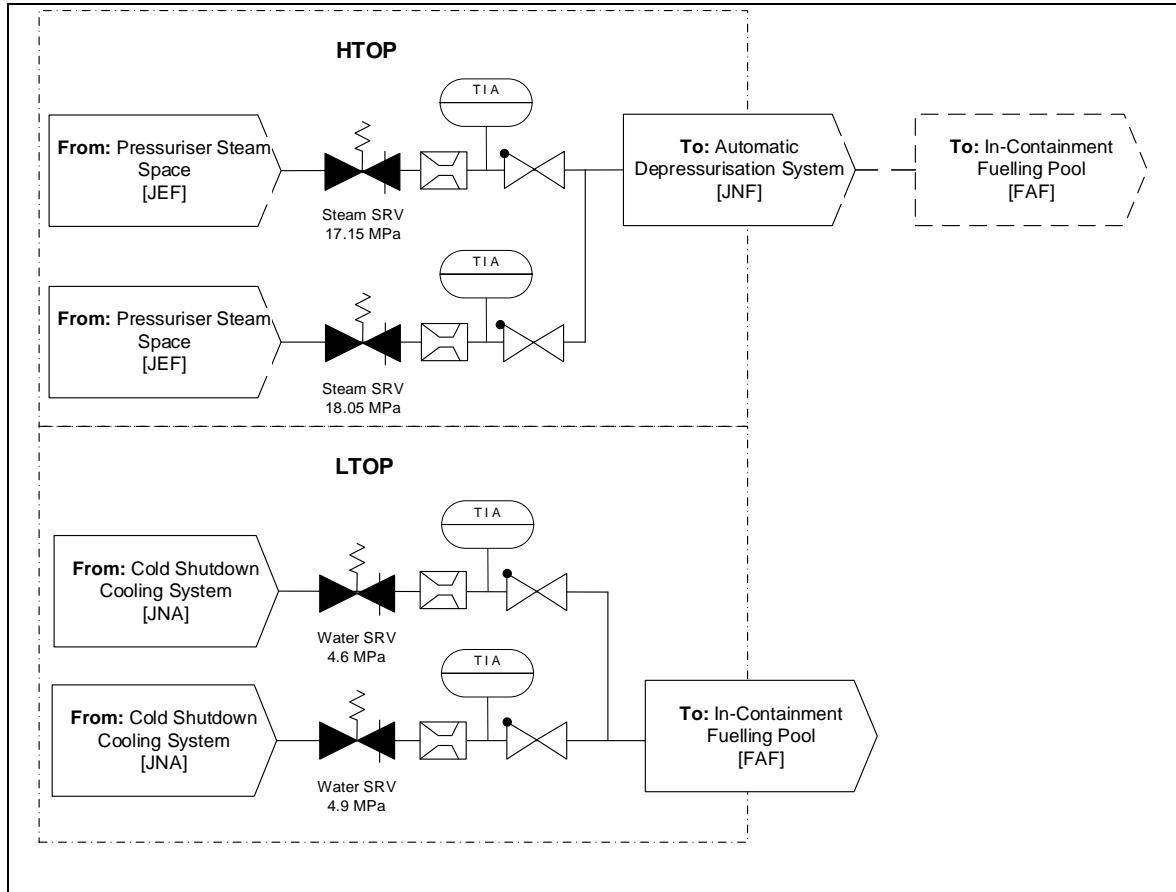 HTOP
TIA
From: Pressuriser Steam
Space
[JEF]
Steam SRV
17.15 MPa
To: Automatic
Depressurisation System
[JNF]
To: In-Containment
Fuelling Pool
[FAF]
TIA
From: Pressuriser Steam
Space
[JEF]
Steam SRV
18.05 MPa
LTOP
TIA
From: Cold Shutdown
Cooling System
[JNA]
Water SRV
4.6 MPa
TIA
From: Cold Shutdown
Cooling System
[JNA]
Water SRV
4.9 MPa
To: In-Containment
Fuelling Pool
[FAF]